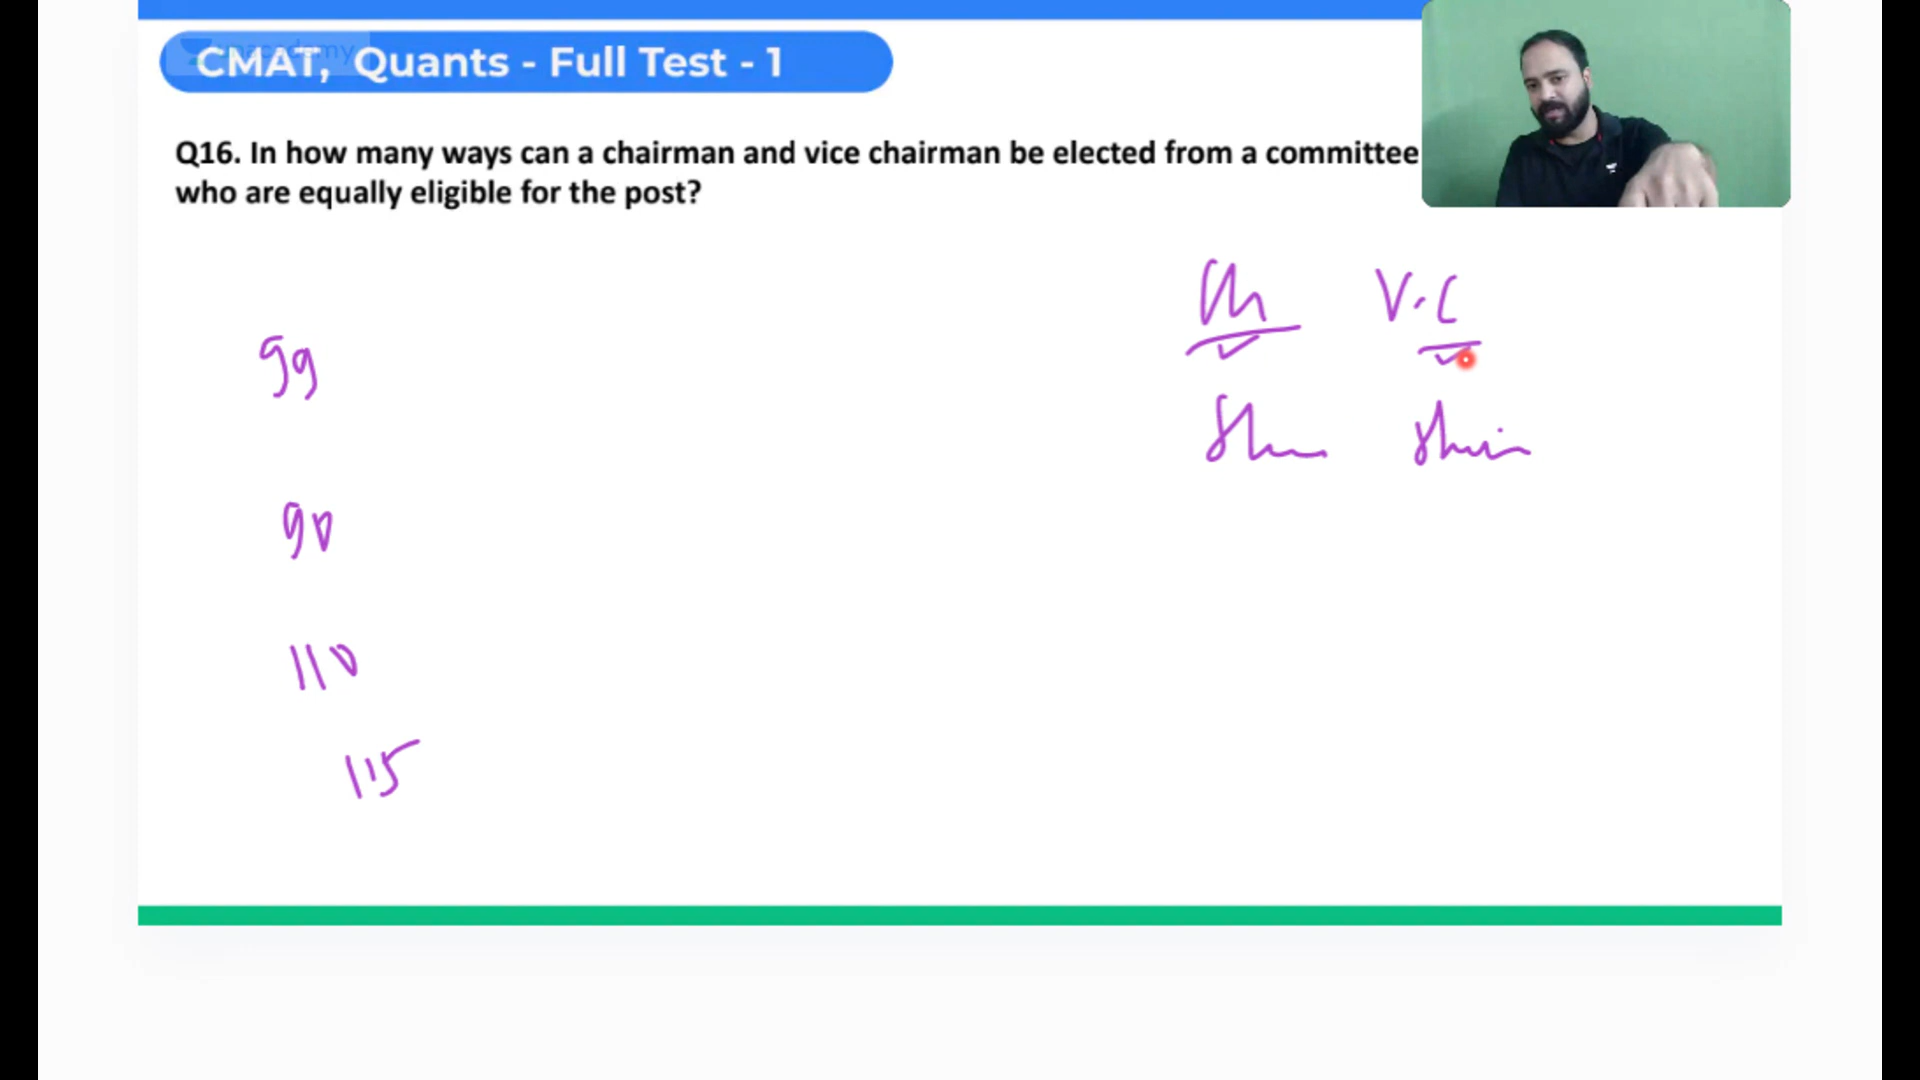 CMAT, Quants - Full Test - 1
Q16. In how many ways can a chairman and vice chairman be elected from a committee
who are equally eligible for the post?
Ch V.C
99
90
110
115